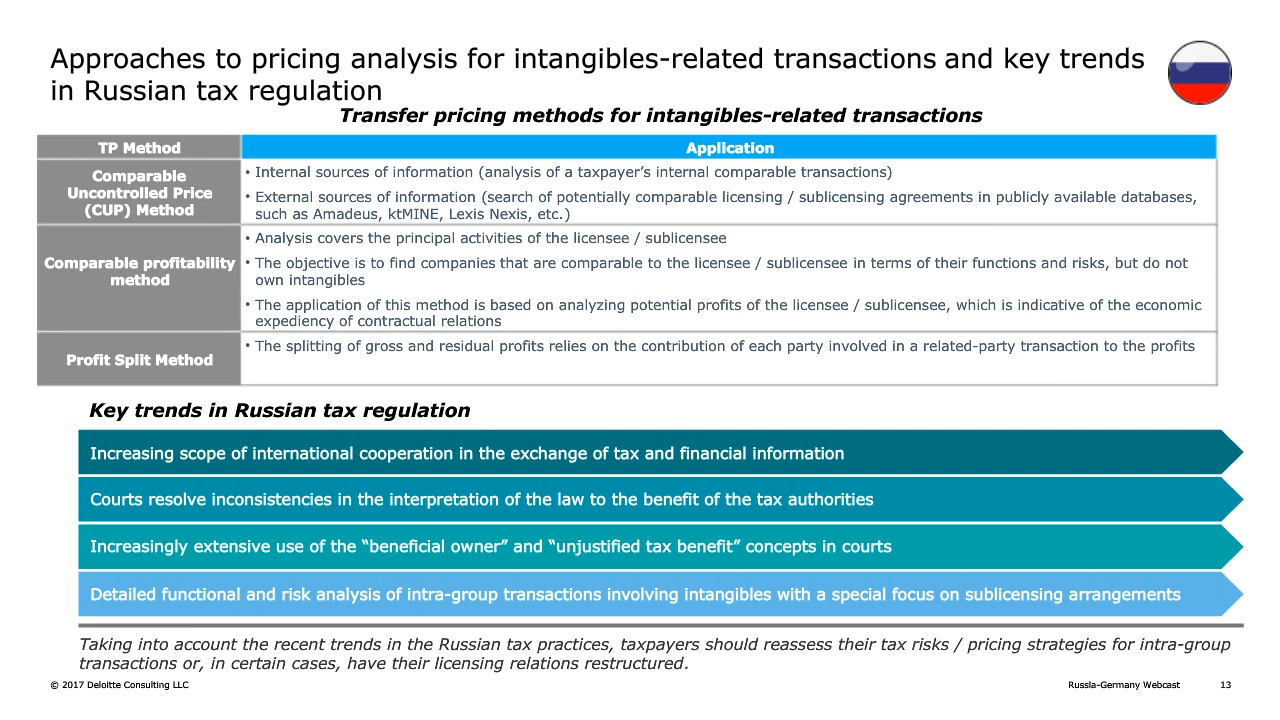 Approaches to pricing analysis for intangibles-related transactions and key trends
in Russian tax regulation
Transfer pricing methods for intangibles-related transactions
TP Method
Application
Comparable
Uncontrolled Price
(CUP) Method
• Internal sources of information (analysis of a taxpayer's internal comparable transactions)
• External sources of information (search of potentially comparable licensing / sublicensing agreements in publicly available databases,
such as Amadeus, ktMINE, Lexis Nexis, etc.)
Comparable profitability
method
• Analysis covers the principal activities of the licensee / sublicensee
• The objective is to find companies that are comparable to the licensee / sublicensee in terms of their functions and risks, but do not
own intangibles
• The application of this method is based on analyzing potential profits of the licensee / sublicensee, which is indicative of the economic
expediency of contractual relations
Profit Split Method
• The splitting of gross and residual profits relies on the contribution of each party involved in a related-party transaction to the profits
Key trends in Russian tax regulation
Increasing scope of international cooperation in the exchange of tax and financial information
Courts resolve inconsistencies in the interpretation of the law to the benefit of the tax authorities
Increasingly extensive use of the “beneficial owner” and “unjustified tax benefit” concepts in courts
Detailed functional and risk analysis of intra-group transactions involving intangibles with a special focus on sublicensing arrangements
Taking into account the recent trends in the Russian tax practices, taxpayers should reassess their tax risks / pricing strategies for intra-group
transactions or, in certain cases, have their licensing relations restructured.
© 2017 Deloitte Consulting LLC
Russla-Germany Webcast
13